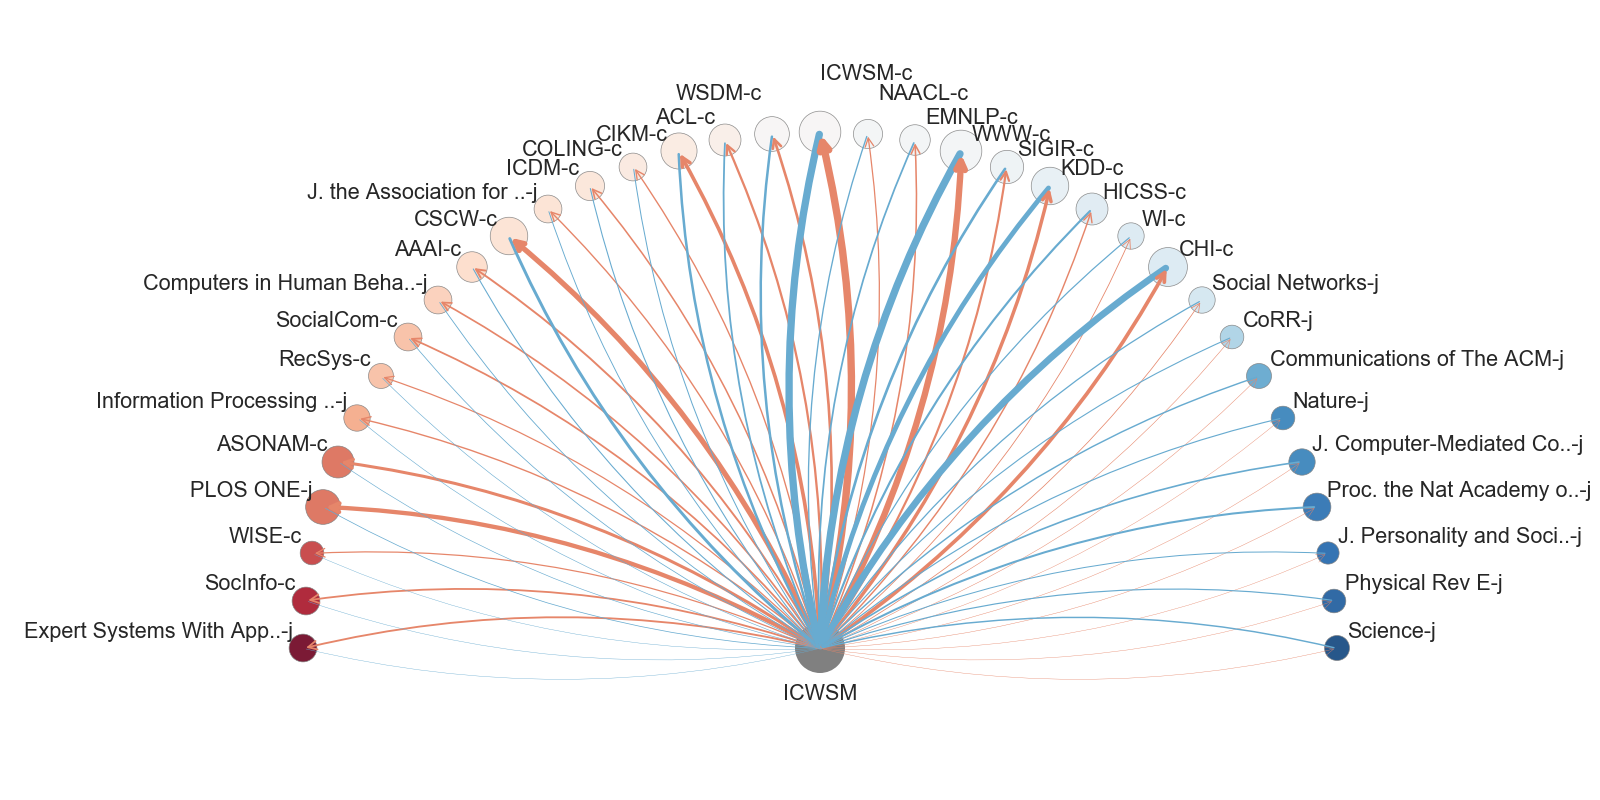 ICWSM-c
WSDM-c
NAACL-c
ACL-c
EMNLP-c
CIKM-c
WWW-c
COLING-c
SIGIR-c
ICDM-c
KDD-c
J. the Association for ..-j
HICSS-c
CSCW-c
WI-c
AAAI-c
CHI-c
Computers in Human Beha..-j
Social Networks-j
SocialCom-c
CoRR-j
RecSys-c
Communications of The ACM-j
Information Processing ..-j
Nature-j
ASONAM-c
J. Computer-Mediated Co..-j
PLOS ONE-j
Proc. the Nat Academy o..-j
WISE-c
J. Personality and Soci..-j
SocInfo-c
Physical Rev E-j
Expert Systems With App..-j
Science-j
ICWSM